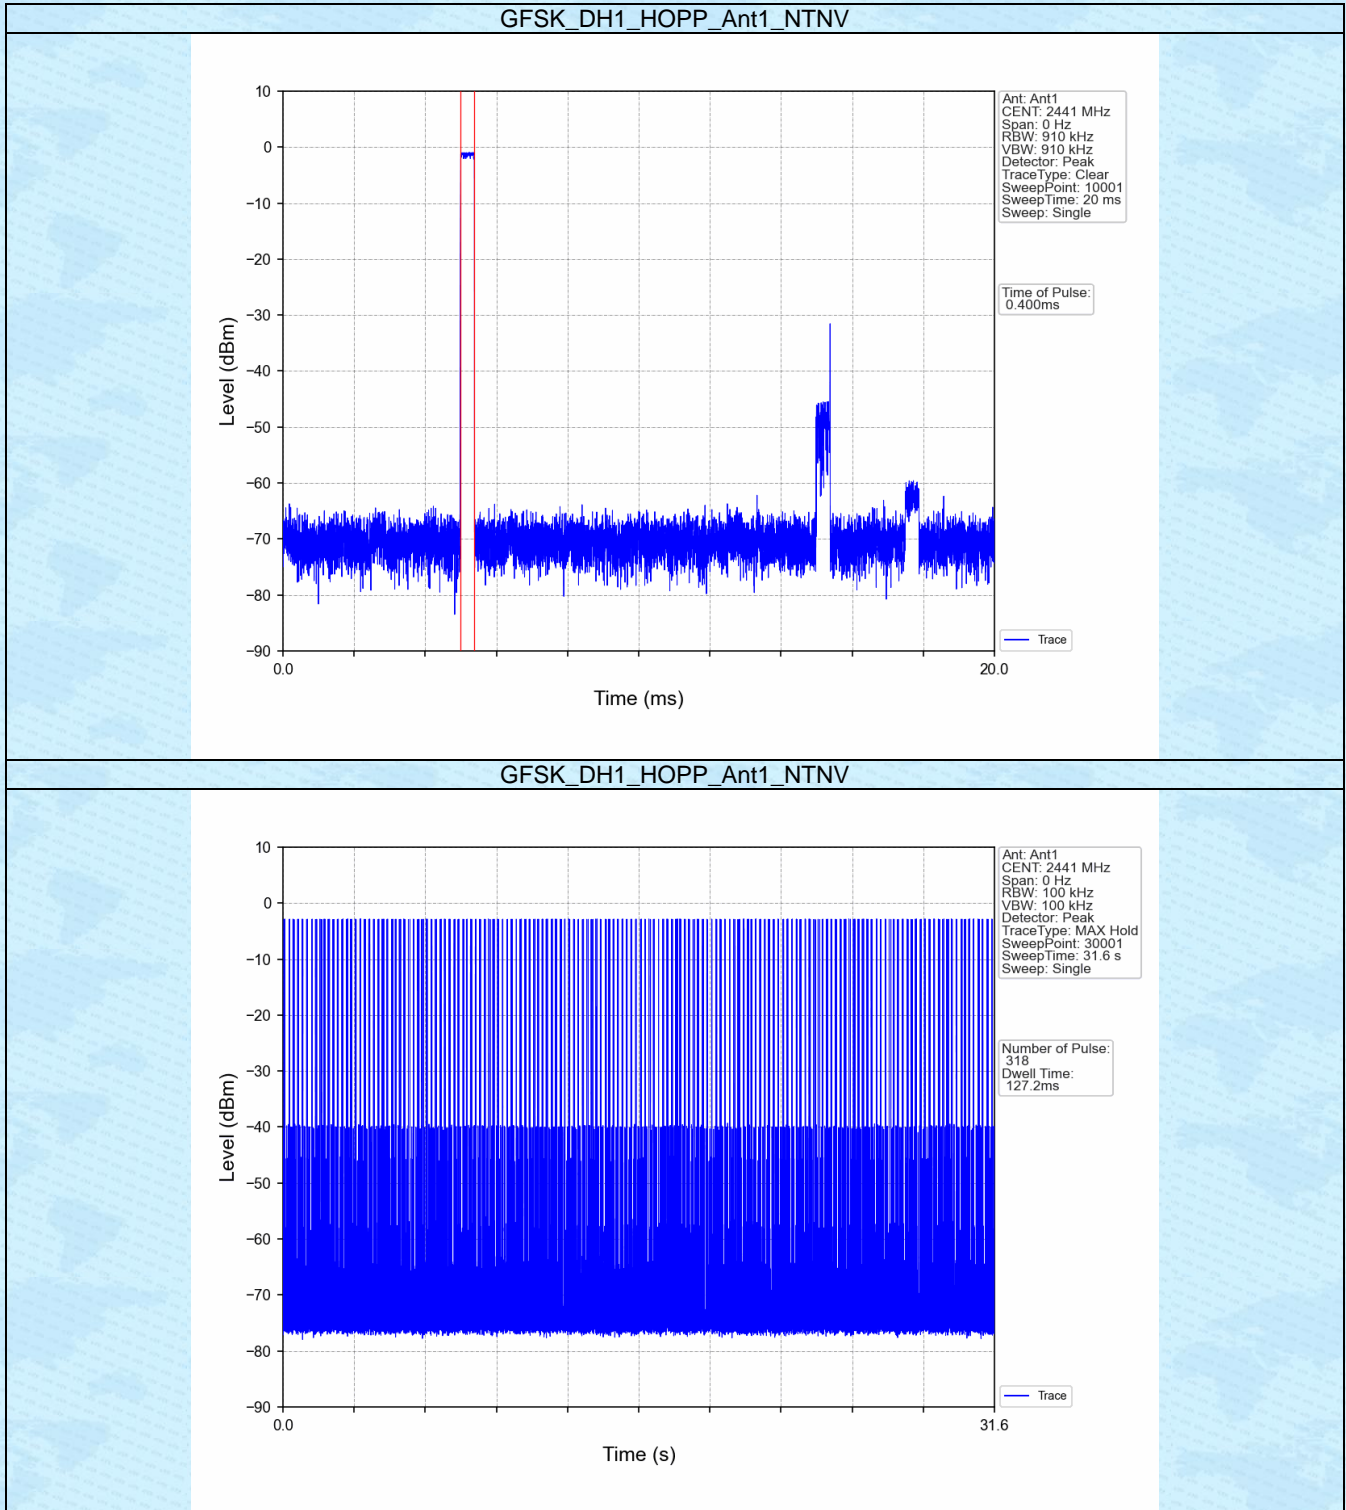 GFSK_DH1_HOPP_Ant1_NTNV
10
0
−10
−20
−30
−40
−50
−60
−70
−80
−90
Level (dBm)
0.0
20.0
Time (ms)
Ant: Ant1
CENT: 2441 MHz
Span: 0 Hz
RBW: 910 kHz
VBW: 910 kHz
Detector: Peak
TraceType: Clear
SweepPoint: 10001
SweepTime: 20 ms
Sweep: Single
Time of Pulse:
0.400ms
Trace
GFSK_DH1_HOPP_Ant1_NTNV
10
0
−10
−20
−30
−40
−50
−60
−70
−80
−90
Level (dBm)
0.0
31.6
Time (s)
Ant: Ant1
CENT: 2441 MHz
Span: 0 Hz
RBW: 100 kHz
VBW: 100 kHz
Detector: Peak
TraceType: MAX Hold
SweepPoint: 30001
SweepTime: 31.6 s
Sweep: Single
Number of Pulse:
318
Dwell Time:
127.2ms
Trace